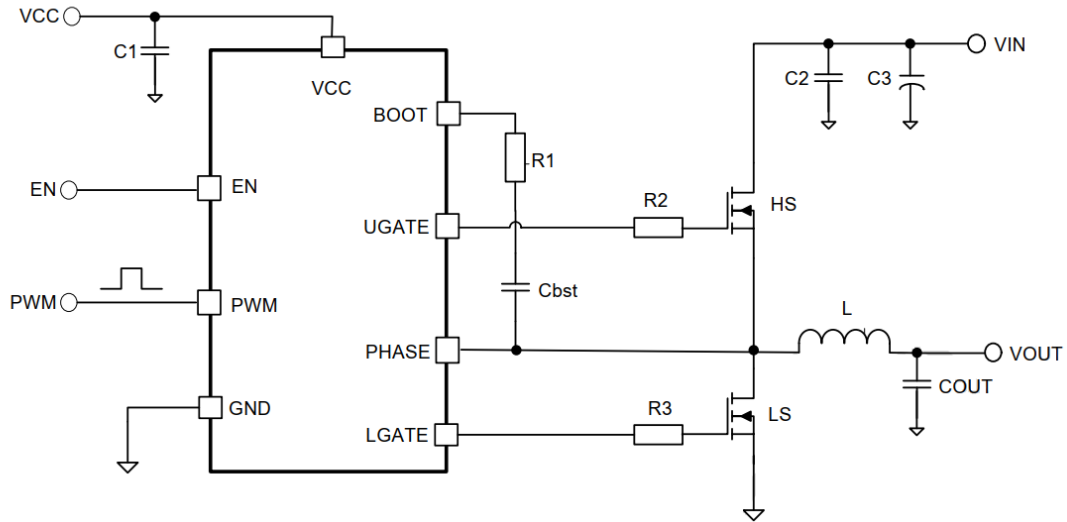 VCC
C1
VCC
BOOT
R1
C2
C3
VIN
EN
EN
UGATE
R2
HS
PWM
PWM
Cbst
L
PHASE
VOUT
COUT
GND
LGATE
R3
LS